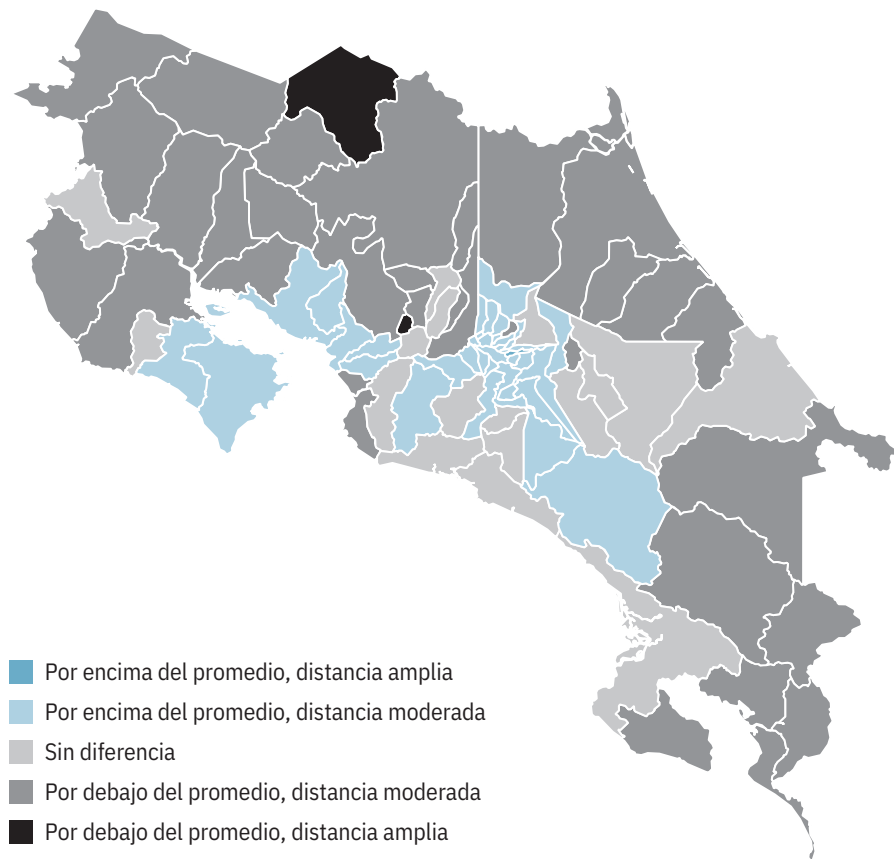 Por encima del promedio, distancia amplia
Por encima del promedio, distancia moderada
Sin diferencia
Por debajo del promedio, distancia moderada
Por debajo del promedio, distancia amplia